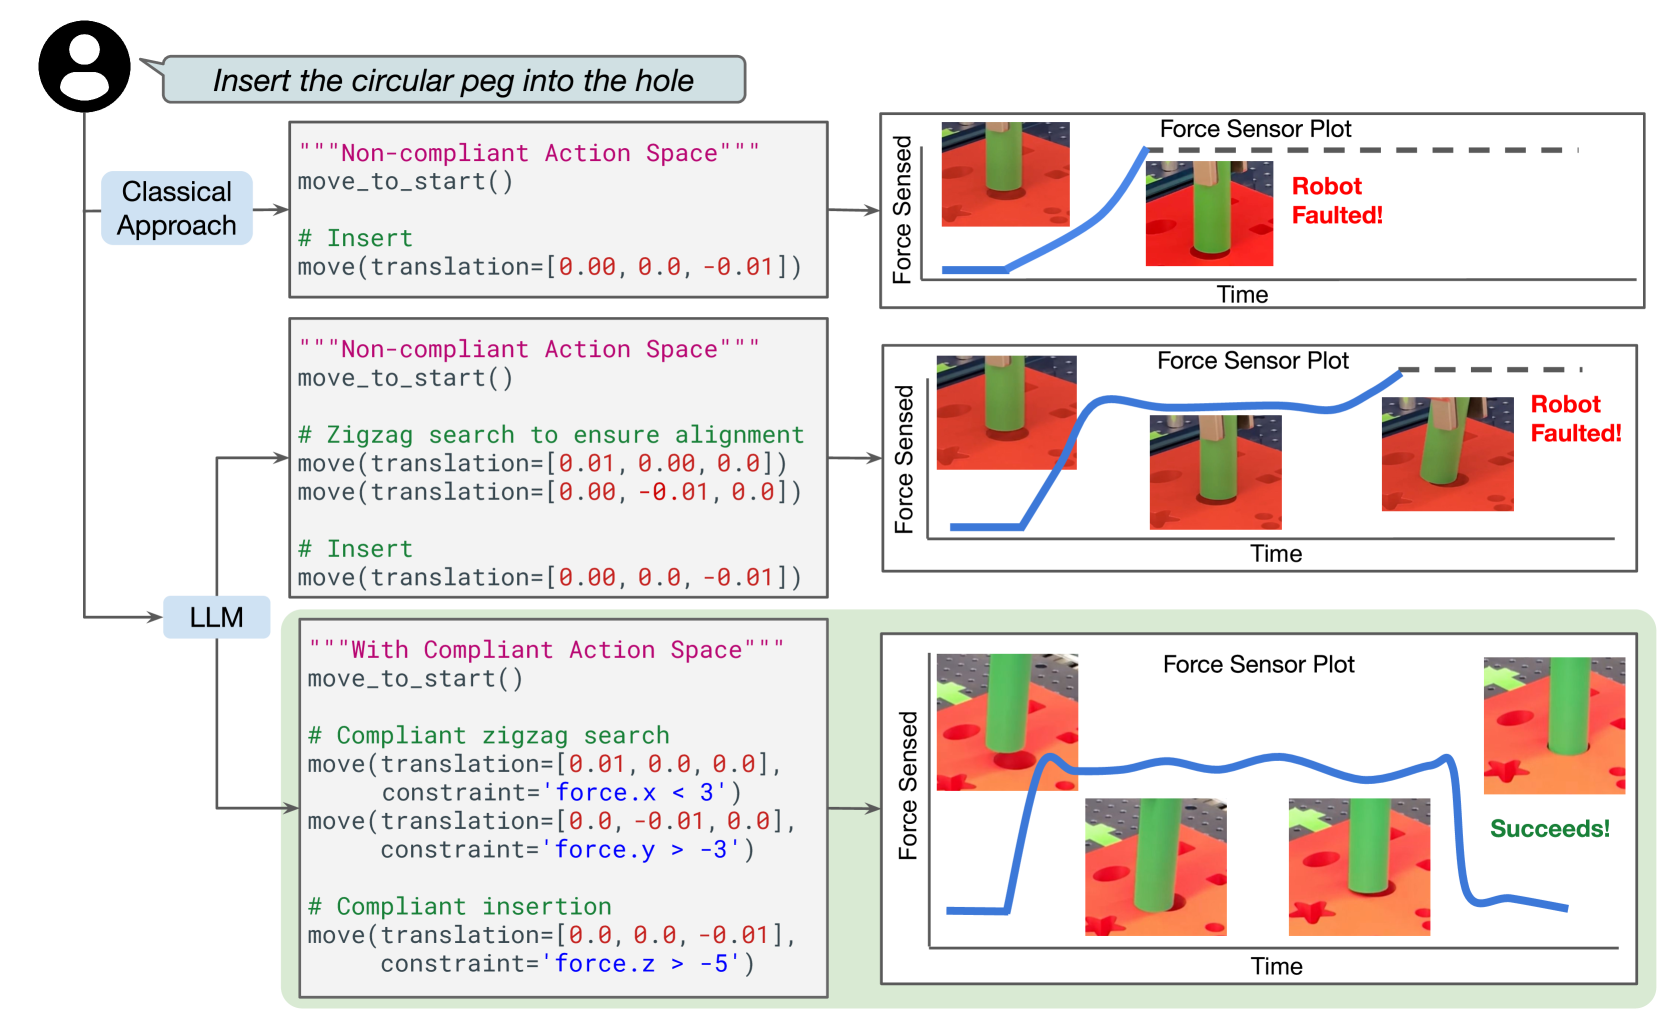 Insert the circular peg into the hole
Classical
Approach
"""Non-compliant Action Space"""
move_to_start()
# Insert
move(translation=[0.00, 0.0, -0.01])
Force Sensor Plot
Force Sensed
Robot
Faulted!
Time
"""Non-compliant Action Space"""
move_to_start()
# Zigzag search to ensure alignment
move(translation=[0.01, 0.00, 0.0])
move(translation=[0.00, -0.01, 0.0])
# Insert
move(translation=[0.00, 0.0, -0.01])
Force Sensor Plot
Force Sensed
Robot
Faulted!
Time
LLM
"""With Compliant Action Space"""
move_to_start()
# Compliant zigzag search
move(translation=[0.01, 0.0, 0.0],
constraint='force.x < 3')
move(translation=[0.0, -0.01, 0.0],
constraint='force.y > -3')
# Compliant insertion
move(translation=[0.0, 0.0, -0.01],
constraint='force.z > -5')
Force Sensor Plot
Force Sensed
Succeeds!
Time